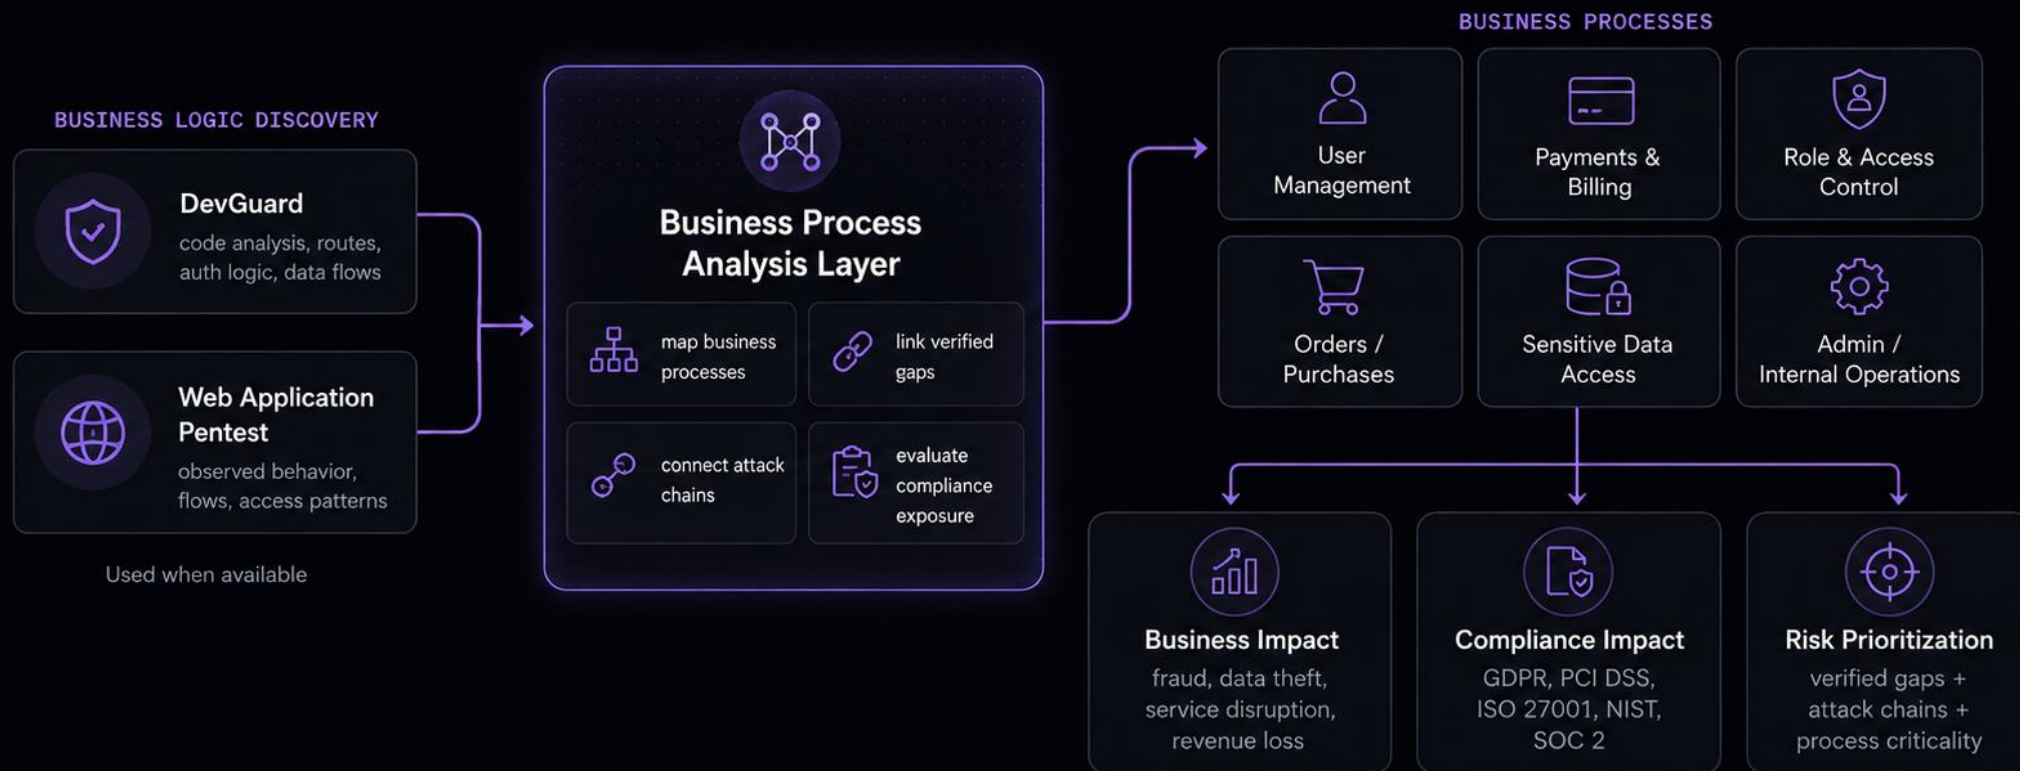 BUSINESS LOGIC DISCOVERY
DevGuard
code analysis, routes,
auth logic, data flows
Web Application
Pentest
observed behavior,
flows, access patterns
Used when available
Business Process
Analysis Layer
map business
processes
link verified
gaps
connect attack
chains
evaluate
compliance
exposure
BUSINESS PROCESSES
User
Management
Payments &
Billing
Role & Access
Control
Orders /
Purchases
Sensitive Data
Access
Admin /
Internal Operations
Business Impact
fraud, data theft,
service disruption,
revenue loss
Compliance Impact
GDPR, PCI DSS,
ISO 27001, NIST,
SOC 2
Risk Prioritization
verified gaps +
attack chains +
process criticality